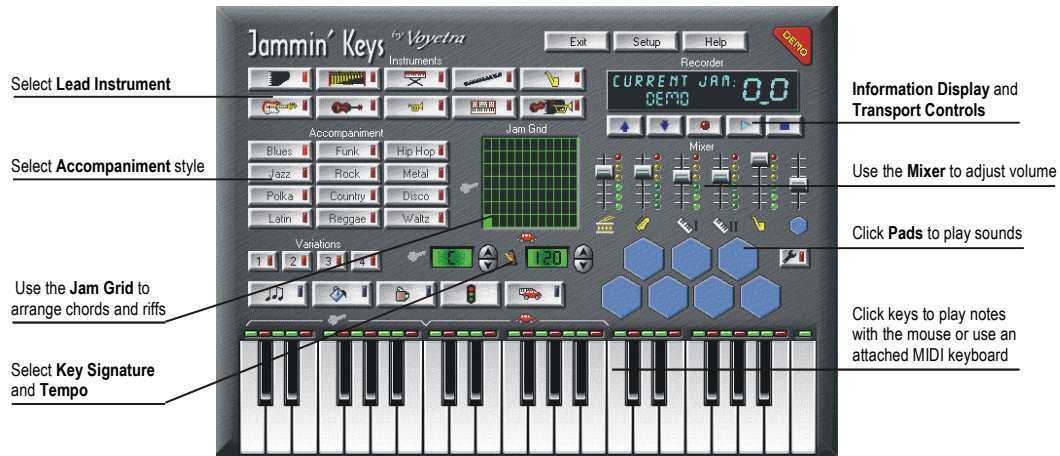 Jammin' Keys by Voyetra
Exit
Setup
Help
DEMO
Instruments
Recorder
CURRENT JAM:
DEMO
0_0
Select Lead Instrument
Information Display and
Transport Controls
Accompaniment
Jam Grid
Mixer
Blues
Funk
Hip Hop
Jazz
Rock
Metal
Polka
Country
Disco
Latin
Reggae
Waltz
Select Accompaniment style
Use the Mixer to adjust volume
I
II
Click Pads to play sounds
Variations
1
2
3
4
C
120
Use the Jam Grid to
arrange chords and riffs
Click keys to play notes
with the mouse or use an
attached MIDI keyboard
Select Key Signature
and Tempo